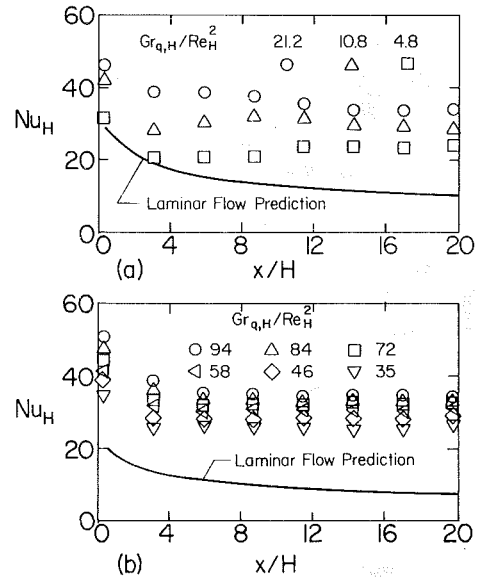 (a)
Gr_q,H/Re_H^2 21.2 10.8 4.8
60
40
Nu_H
20
Laminar Flow Prediction
0
0 4 8 12 16 20
x/H
(b)
60
Gr_q,H/Re_H^2
94 84 72
58 46 35
40
Nu_H
20
Laminar Flow Prediction
0
0 4 8 12 16 20
x/H